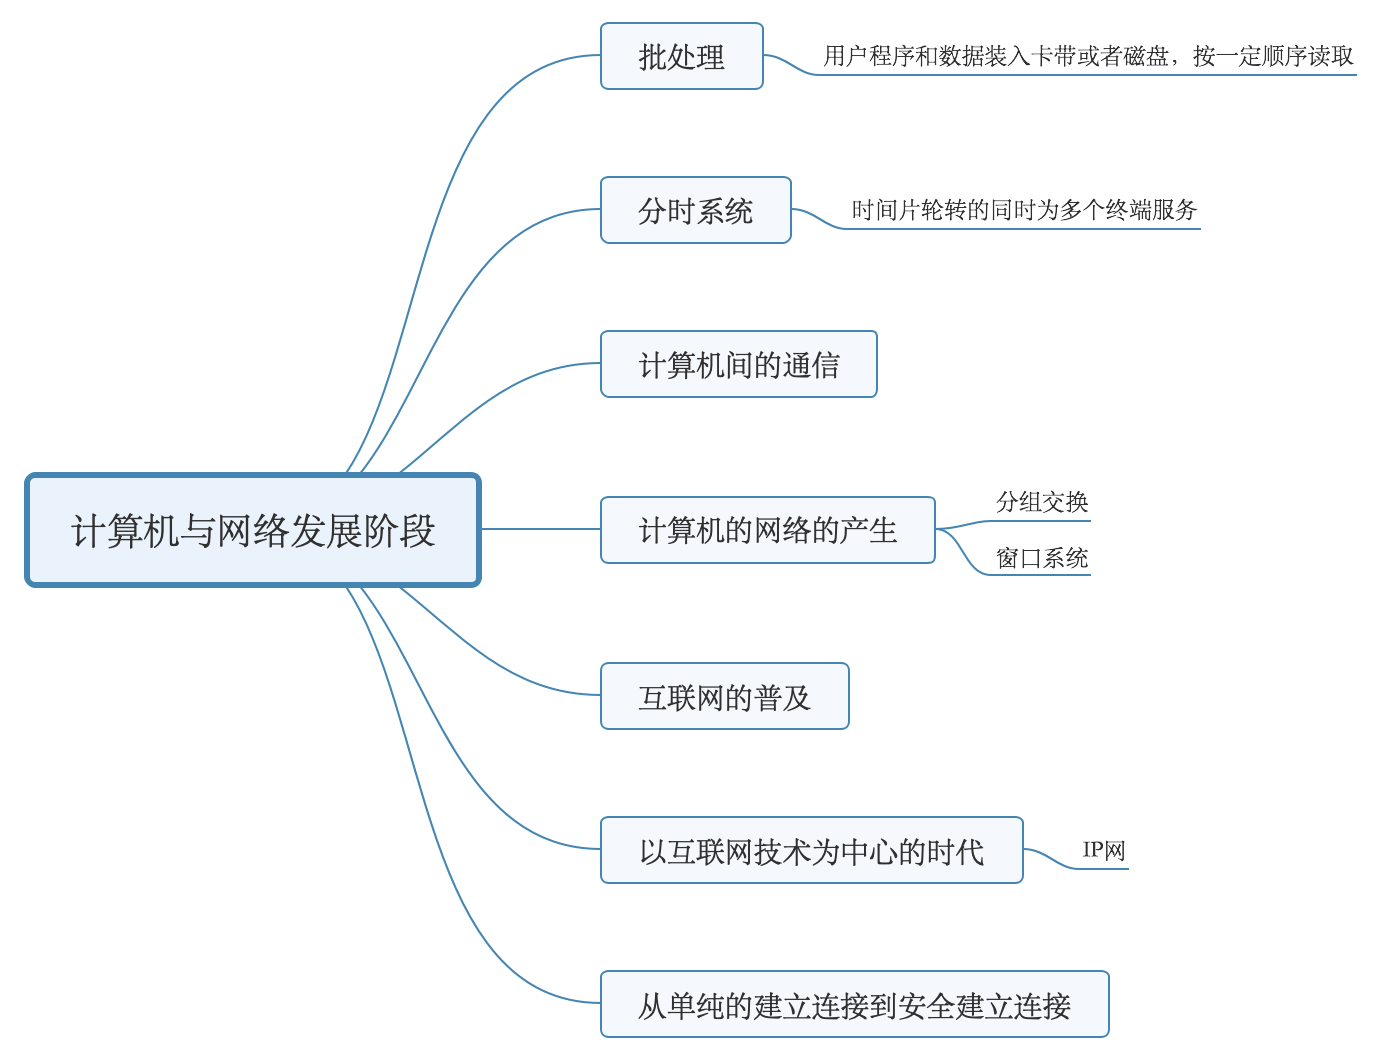 批处理
用户程序和数据装入卡带或者磁盘，按一定顺序读取
分时系统
时间片轮转的同时为多个终端服务
计算机间的通信
计算机与网络发展阶段
计算机的网络的产生
分组交换
窗口系统
互联网的普及
以互联网技术为中心的时代
IP网
从单纯的建立连接到安全建立连接